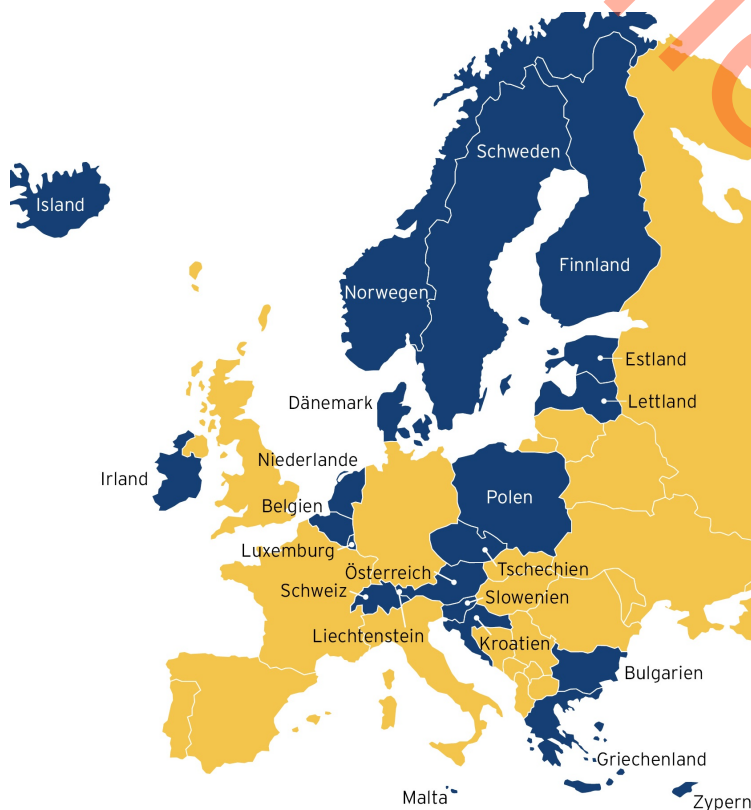 Schweden
Island
Finnland
Norwegen
Estland
Lettland
Dänemark
Niederlande
Irland
Polen
Belgien
Luxemburg
Tschechien
Österreich
Schweiz
Slowenien
Liechtenstein
Kroatien
Bulgarien
Griechenland
Malta
Zypern